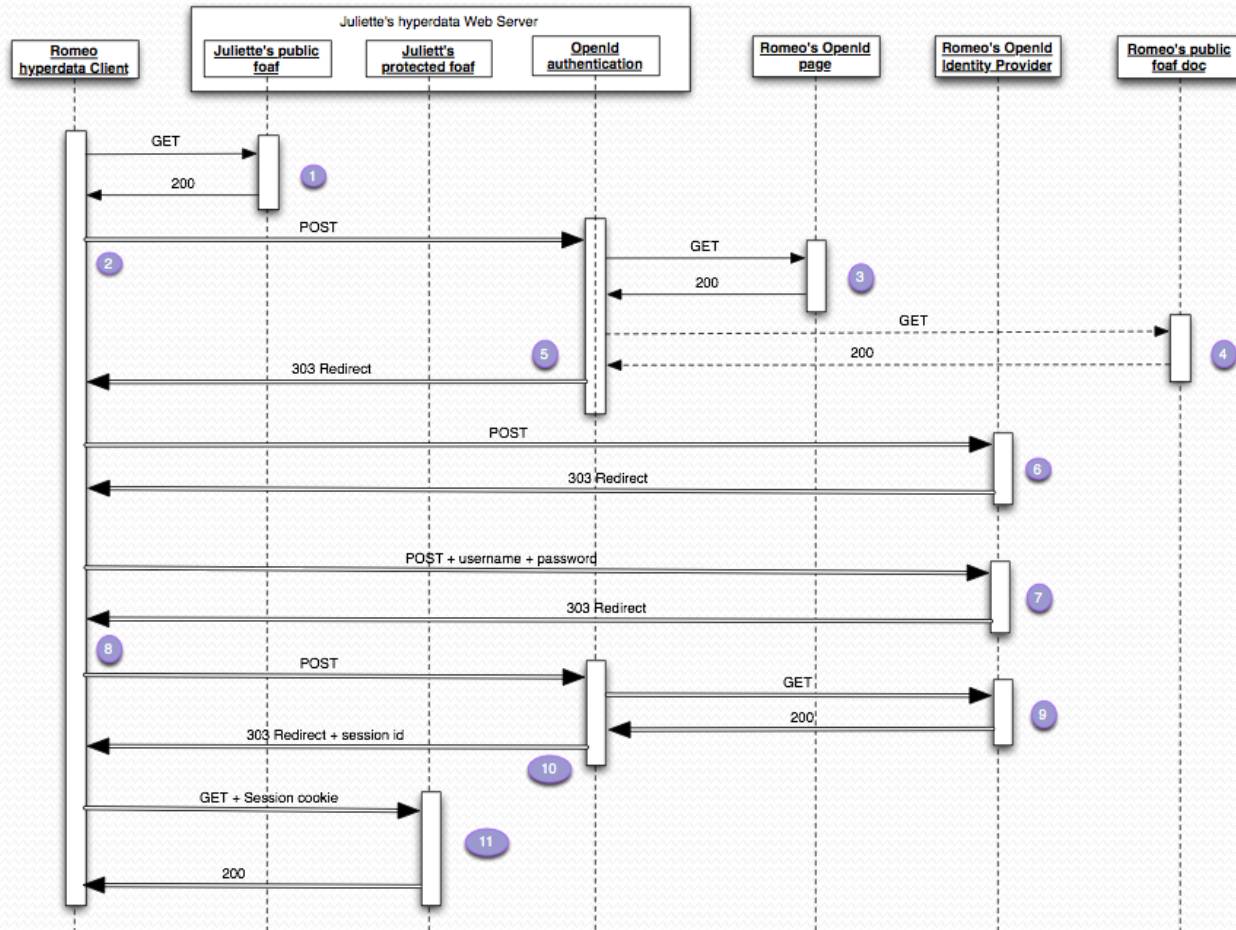 Juliette's hyperdata Web Server
Romeo
hyperdata Client
Juliette's public
foaf
Juliett's
protected foaf
OpenId
authentication
Romeo's OpenId
page
Romeo's OpenId
Identity Provider
Romeo's public
foaf doc
GET
200
1
POST
2
GET
200
3
GET
200
4
5
303 Redirect
POST
303 Redirect
6
POST + username + password
303 Redirect
7
8
POST
GET
200
9
303 Redirect + session id
10
GET + Session cookie
11
200